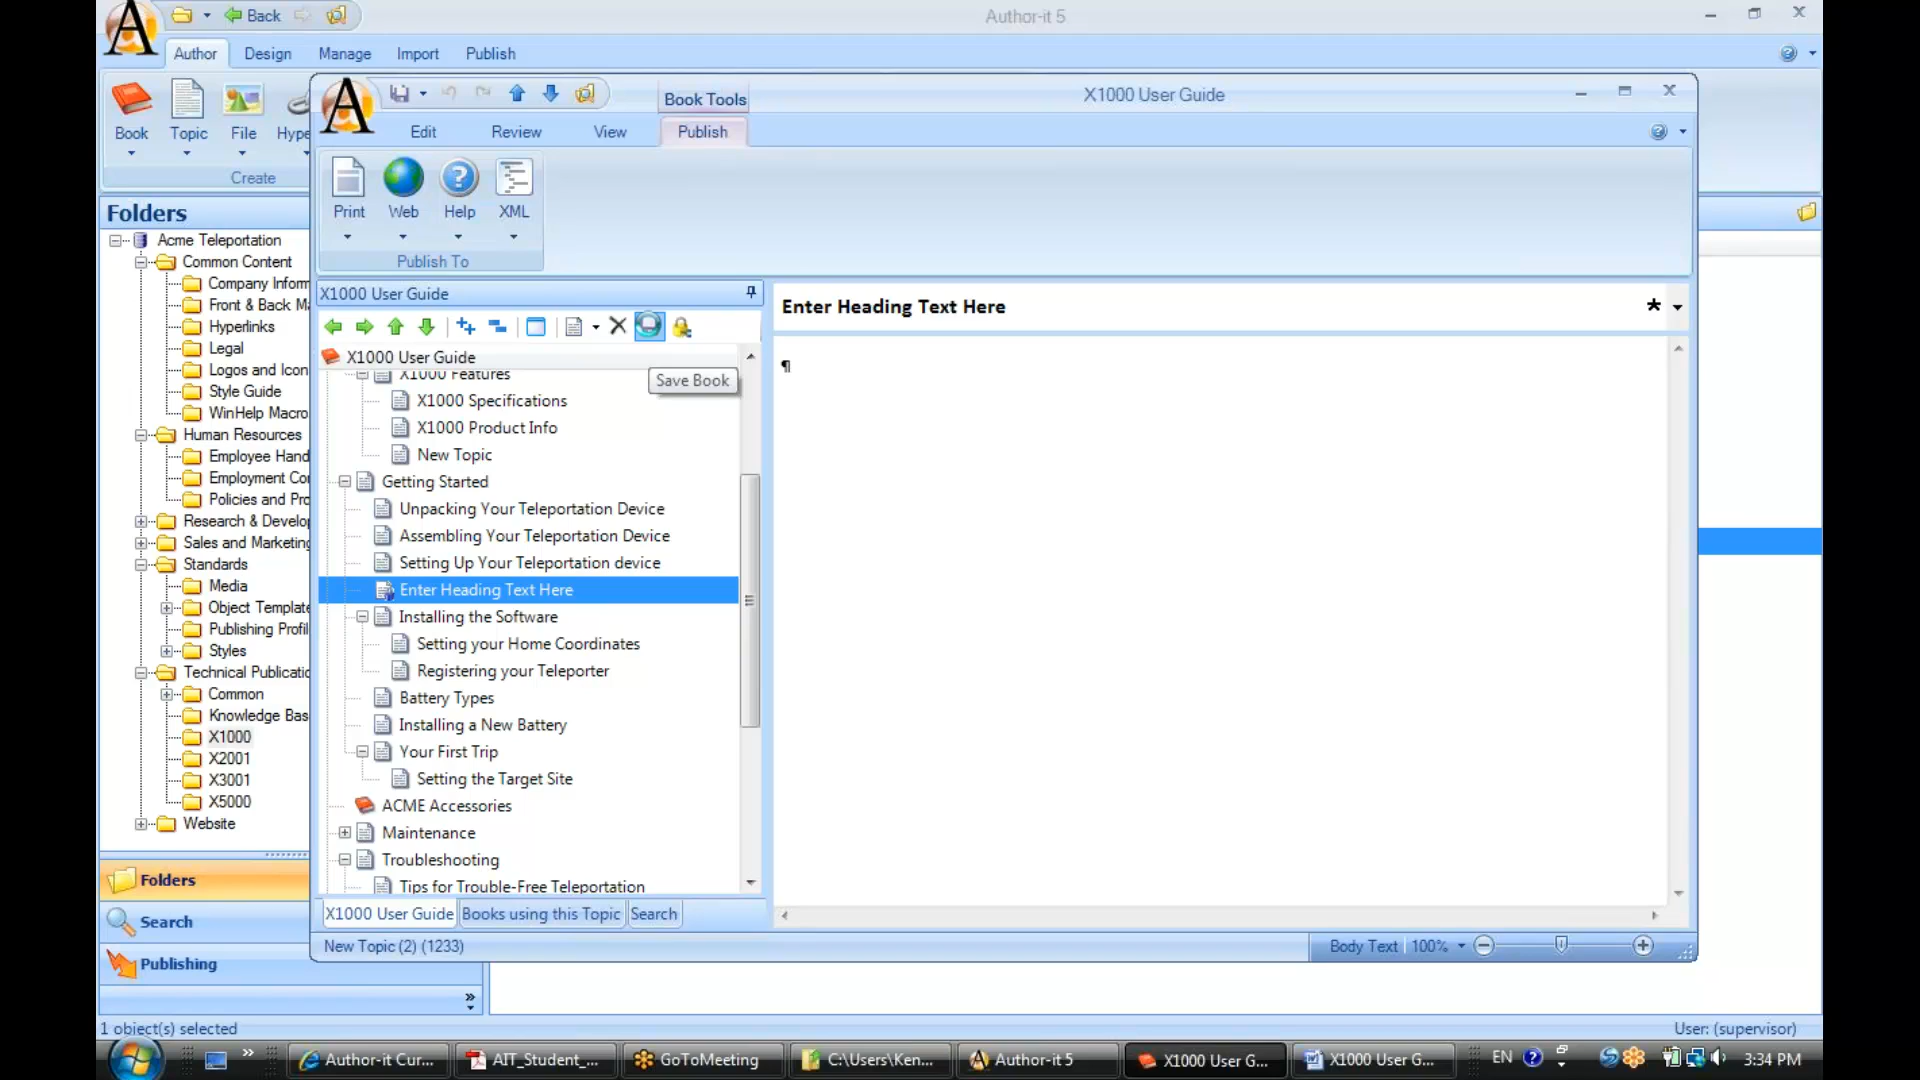 Back
Author-it 5
Author Design Manage Import Publish
Book Topic File Hype
Create
Book Tools
X1000 User Guide
Edit Review View Publish
Print Web Help XML
Publish To
Folders
Acme Teleportation
Common Content
Company Inform
Front & Back Ma
Hyperlinks
Legal
Logos and Icon
Style Guide
WinHelp Macro
Human Resources
Employee Hand
Employment Co
Policies and Pro
Research & Develop
Sales and Marketing
Standards
Media
Object Template
Publishing Profil
Styles
Technical Publicatio
Common
Knowledge Bas
X1000
X2001
X3001
X5000
Website
Folders
Search
Publishing
»
X1000 User Guide
X1000 User Guide
Save Book
X1000 Features
X1000 Specifications
X1000 Product Info
New Topic
Getting Started
Unpacking Your Teleportation Device
Assembling Your Teleportation Device
Setting Up Your Teleportation device
Enter Heading Text Here
Installing the Software
Setting your Home Coordinates
Registering your Teleporter
Battery Types
Installing a New Battery
Your First Trip
Setting the Target Site
ACME Accessories
Maintenance
Troubleshooting
Tips for Trouble-Free Teleportation
X1000 User Guide Books using this Topic Search
New Topic (2) (1233)
Enter Heading Text Here *
¶
Body Text 100%
1 object(s) selected
User: (supervisor)
» Author-it Cur... AIT_Student_... GoToMeeting C:\Users\Ken... Author-it 5 X1000 User G... X1000 User G... EN 3:34 PM